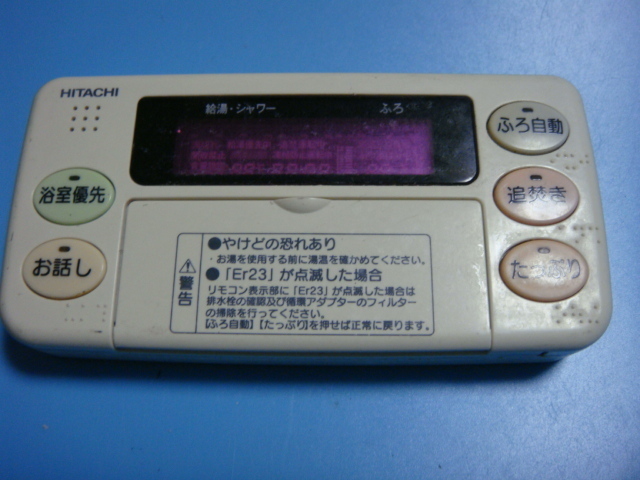 HITACHI
給湯・シャワー
ふろ
ふろ自動
浴室優先
追焚き
お話し
たっぷり
警告
●やけどの恐れあり
・お湯を使用する前に湯温を確かめてください。
●「Er23」が点滅した場合
リモコン表示部に「Er23」が点滅した場合は
排水栓の確認及び循環アダプターのフィルター
の掃除を行ってください。
【ふろ自動】【たっぷり】を押せば正常に戻ります。